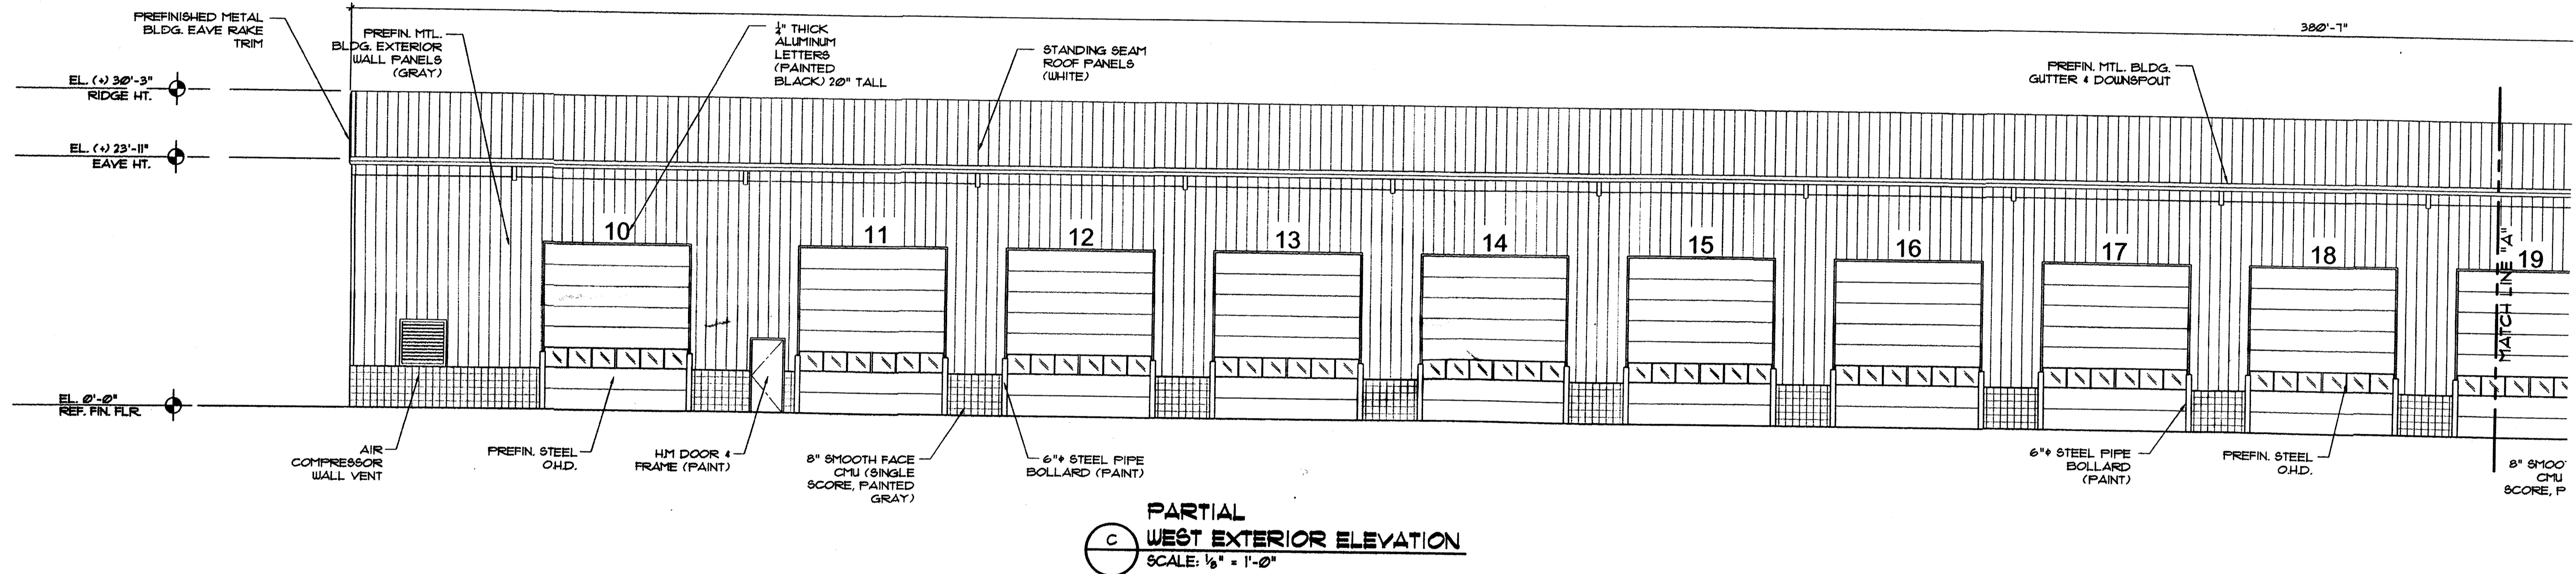 PREFINISHED METAL
BLDG. EAVE RAKE
TRIM
PREFIN. MTL.
BLDG. EXTERIOR
WALL PANELS
(GRAY)
¼" THICK
ALUMINUM
LETTERS
(PAINTED
BLACK) 20" TALL
STANDING SEAM
ROOF PANELS
(WHITE)
380'-7"
PREFIN. MTL. BLDG.
GUTTER & DOWNSPOUT
EL. (+) 30'-3"
RIDGE HT.
EL. (+) 23'-11"
EAVE HT.
10
11
12
13
14
15
16
17
18
19
MATCH LINE "A"
EL. 0'-0"
REF. FIN. FLR.
AIR
COMPRESSOR
WALL VENT
PREFIN. STEEL
O.H.D.
H.M DOOR &
FRAME (PAINT)
8" SMOOTH FACE
CMU (SINGLE
SCORE, PAINTED
GRAY)
6"φ STEEL PIPE
BOLLARD (PAINT)
6"φ STEEL PIPE
BOLLARD
(PAINT)
PREFIN. STEEL
O.H.D.
8" SMOO
CMU
SCORE, P
C
PARTIAL
WEST EXTERIOR ELEVATION
SCALE: ⅛" = 1'-0"